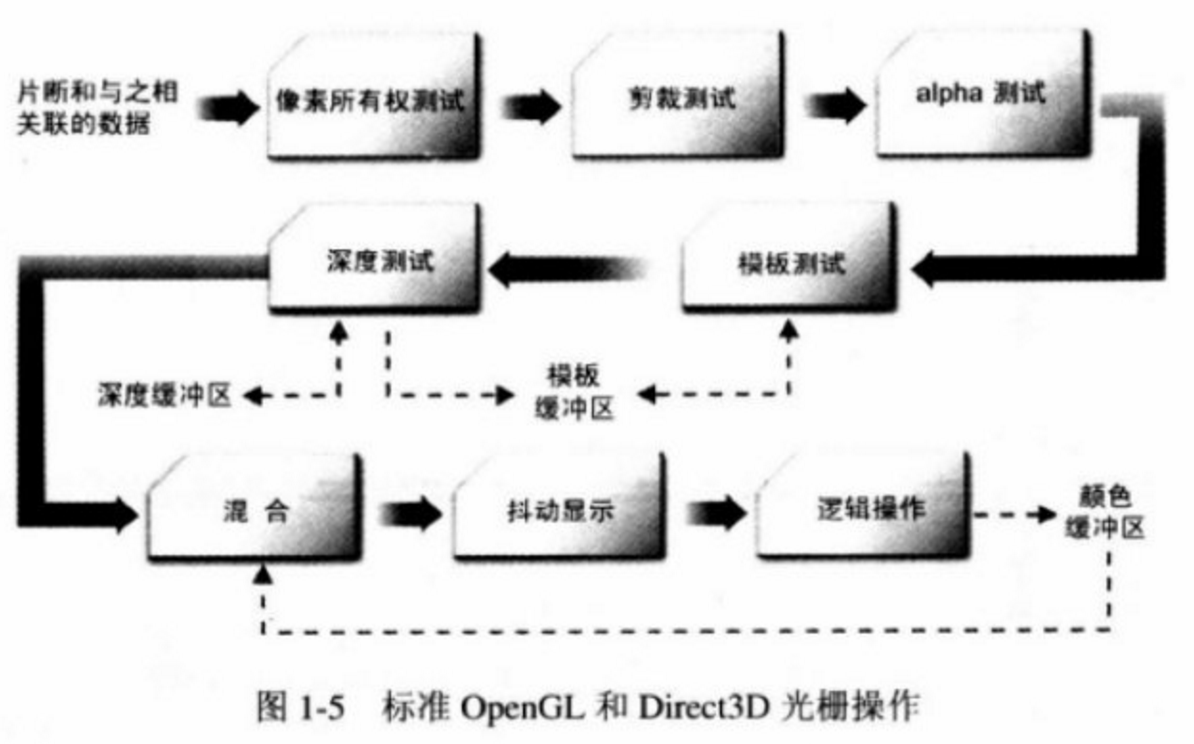 片断和与之相
关联的数据
像素所有权测试
剪裁测试
alpha 测试
深度测试
模板测试
深度缓冲区
模板
缓冲区
混 合
抖动显示
逻辑操作
颜色
缓冲区
图 1-5 标准 OpenGL 和 Direct3D 光栅操作